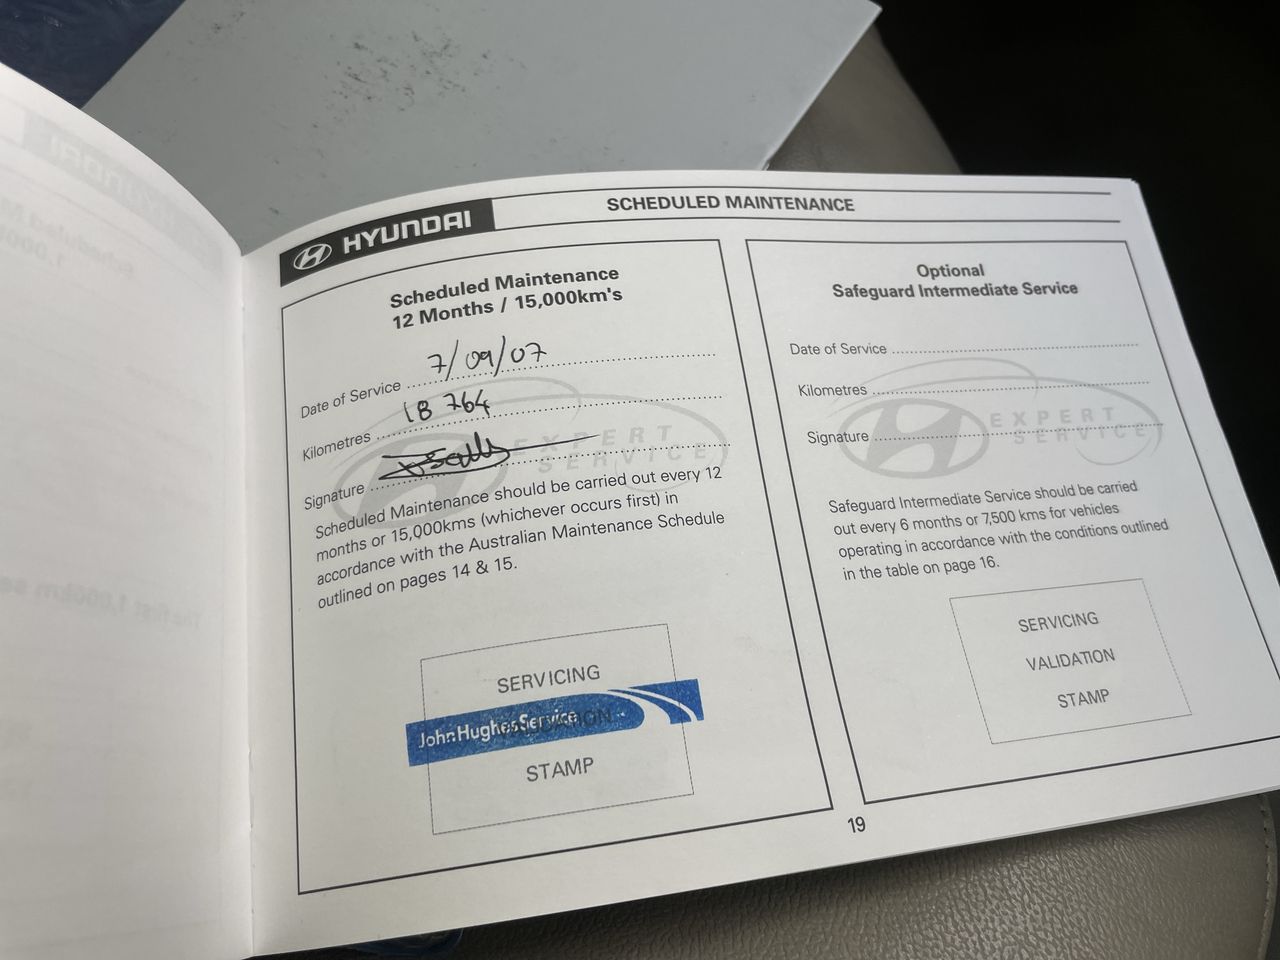 HYUNDAI
SCHEDULED MAINTENANCE
Scheduled Maintenance
12 Months / 15,000km's
Date of Service 7/09/07
Kilometres 18 764
Signature
EXPERT
SERVICE
Scheduled Maintenance should be carried out every 12
months or 15,000kms (whichever occurs first) in
accordance with the Australian Maintenance Schedule
outlined on pages 14 & 15.
SERVICING
VALIDATION
John Hughes Service
STAMP
Optional
Safeguard Intermediate Service
Date of Service
Kilometres
Signature
EXPERT
SERVICE
Safeguard Intermediate Service should be carried
out every 6 months or 7,500 kms for vehicles
operating in accordance with the conditions outlined
in the table on page 16.
SERVICING
VALIDATION
STAMP
19